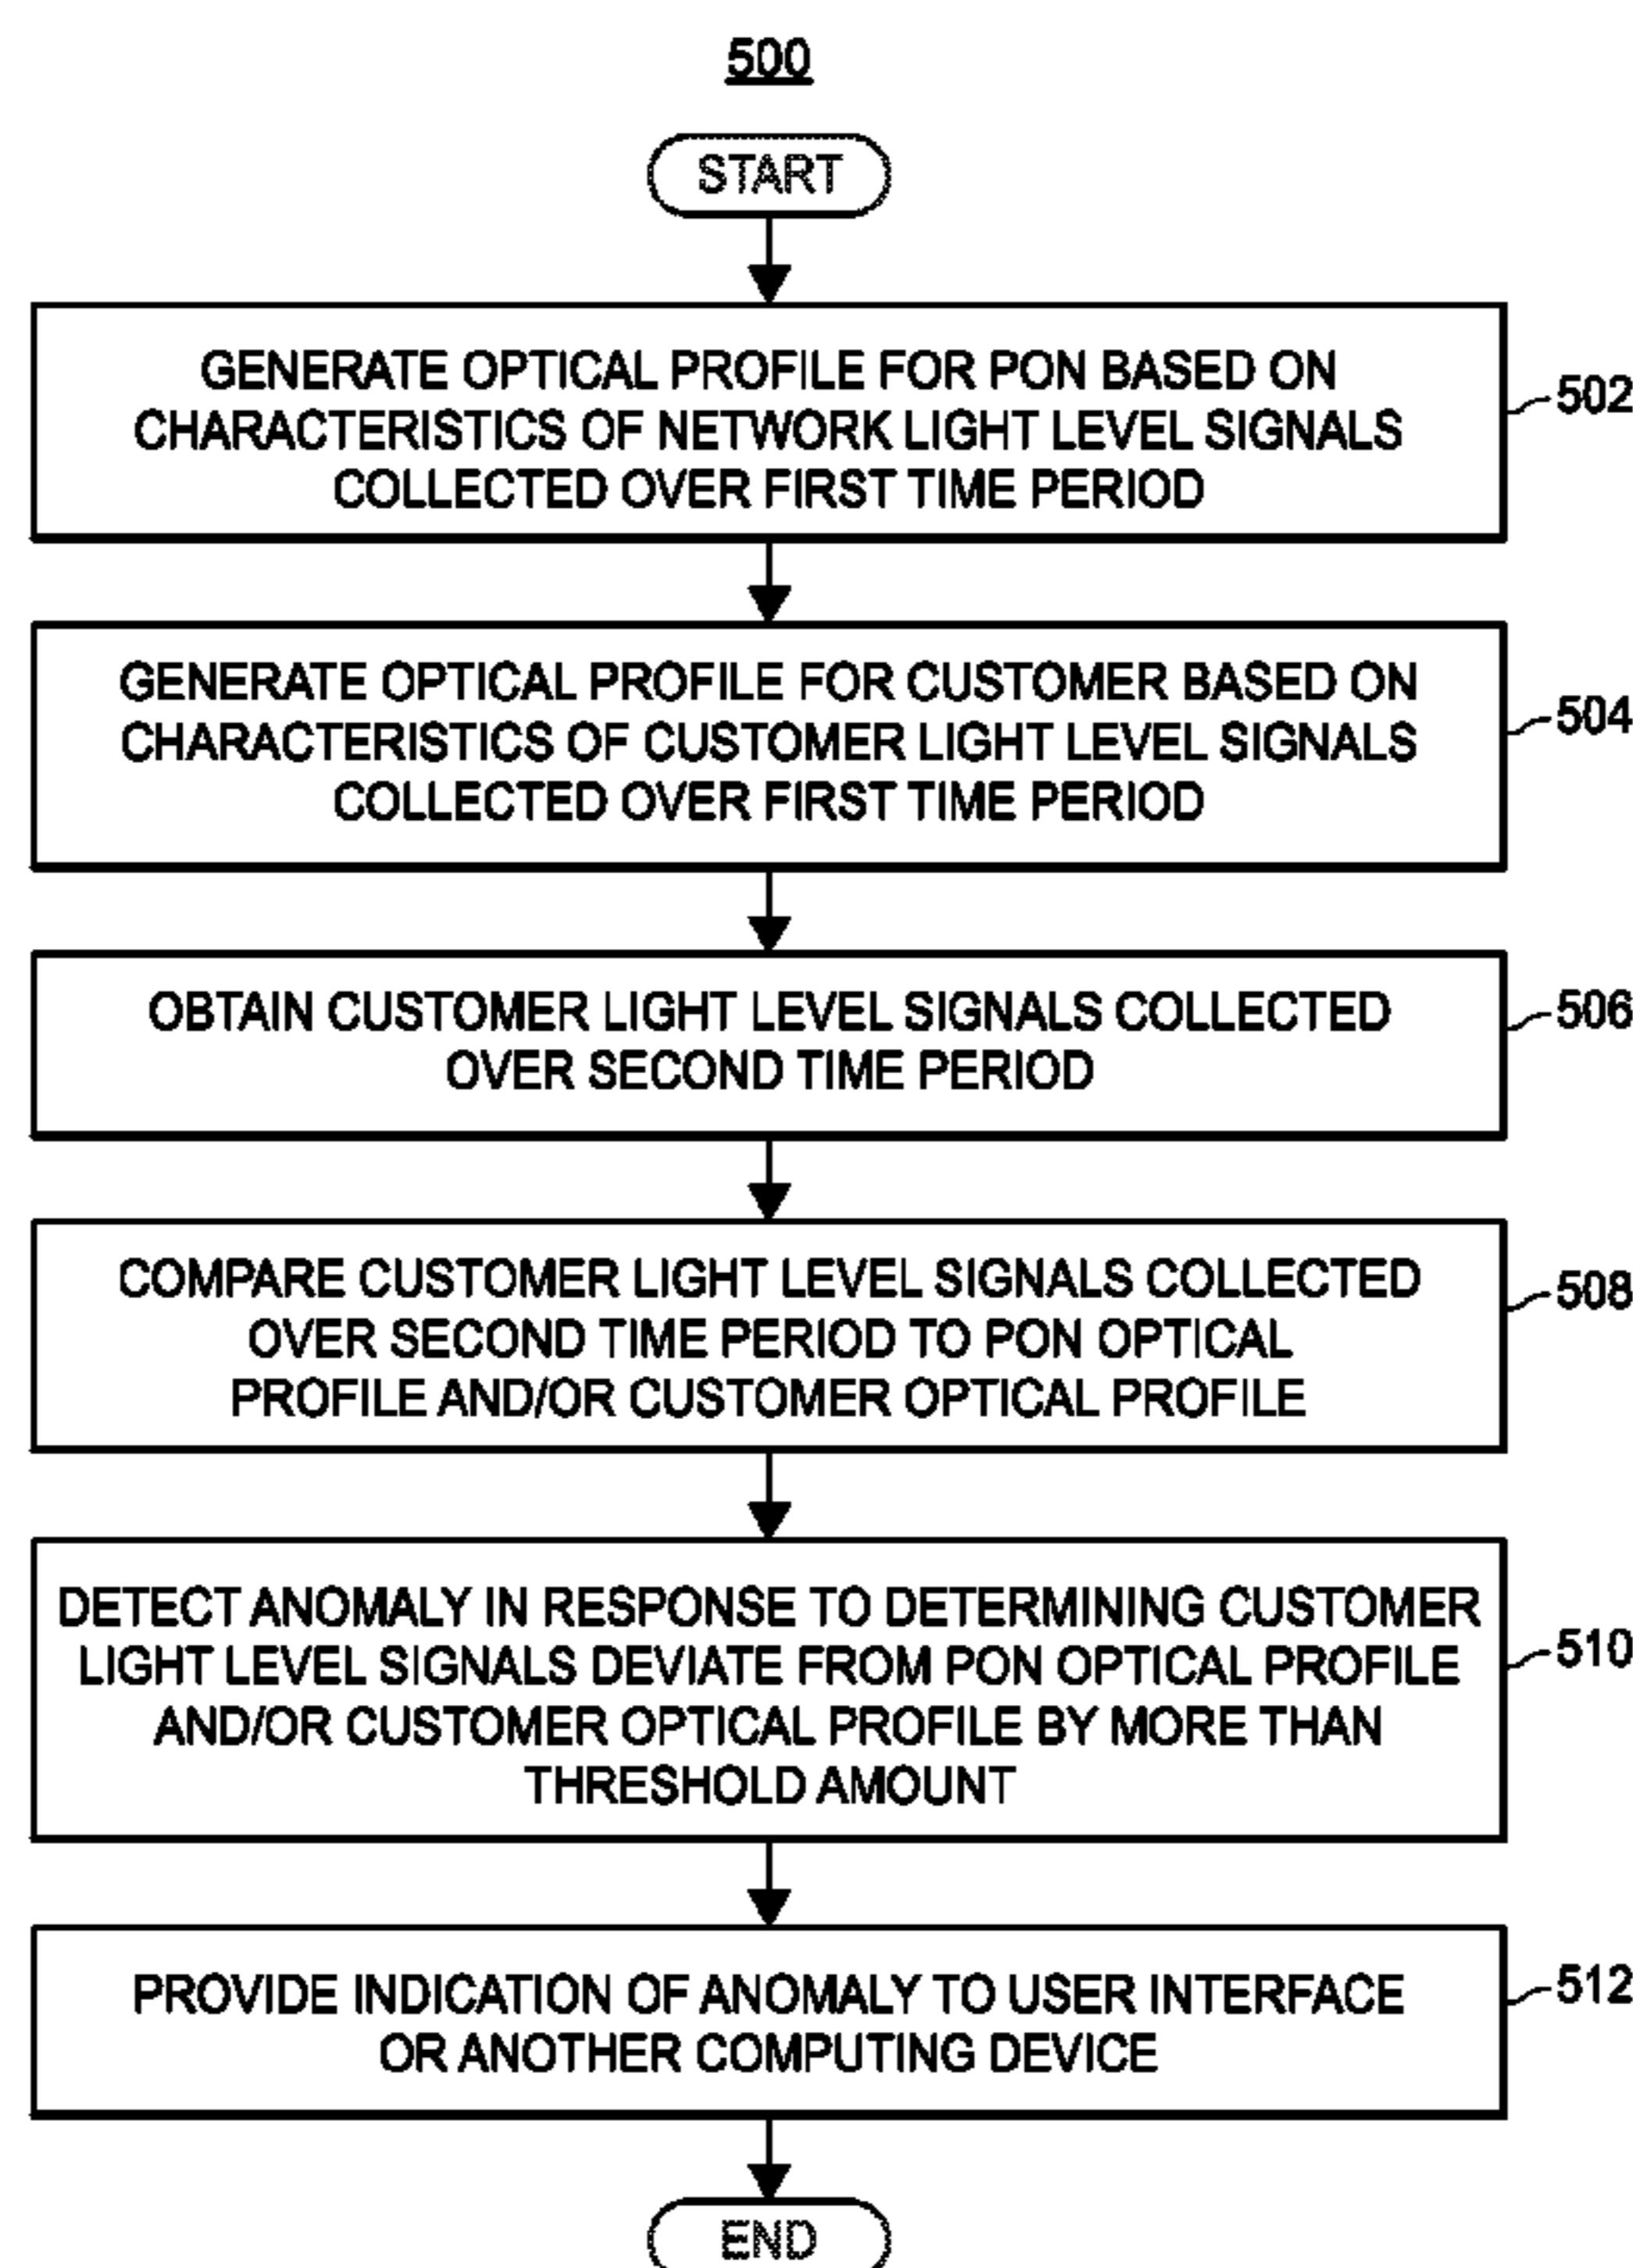 500
START
GENERATE OPTICAL PROFILE FOR PON BASED ON
CHARACTERISTICS OF NETWORK LIGHT LEVEL SIGNALS
COLLECTED OVER FIRST TIME PERIOD
502
GENERATE OPTICAL PROFILE FOR CUSTOMER BASED ON
CHARACTERISTICS OF CUSTOMER LIGHT LEVEL SIGNALS
COLLECTED OVER FIRST TIME PERIOD
504
OBTAIN CUSTOMER LIGHT LEVEL SIGNALS COLLECTED
OVER SECOND TIME PERIOD
506
COMPARE CUSTOMER LIGHT LEVEL SIGNALS COLLECTED
OVER SECOND TIME PERIOD TO PON OPTICAL
PROFILE AND/OR CUSTOMER OPTICAL PROFILE
508
DETECT ANOMALY IN RESPONSE TO DETERMINING CUSTOMER
LIGHT LEVEL SIGNALS DEVIATE FROM PON OPTICAL PROFILE
AND/OR CUSTOMER OPTICAL PROFILE BY MORE THAN
THRESHOLD AMOUNT
510
PROVIDE INDICATION OF ANOMALY TO USER INTERFACE
OR ANOTHER COMPUTING DEVICE
512
END